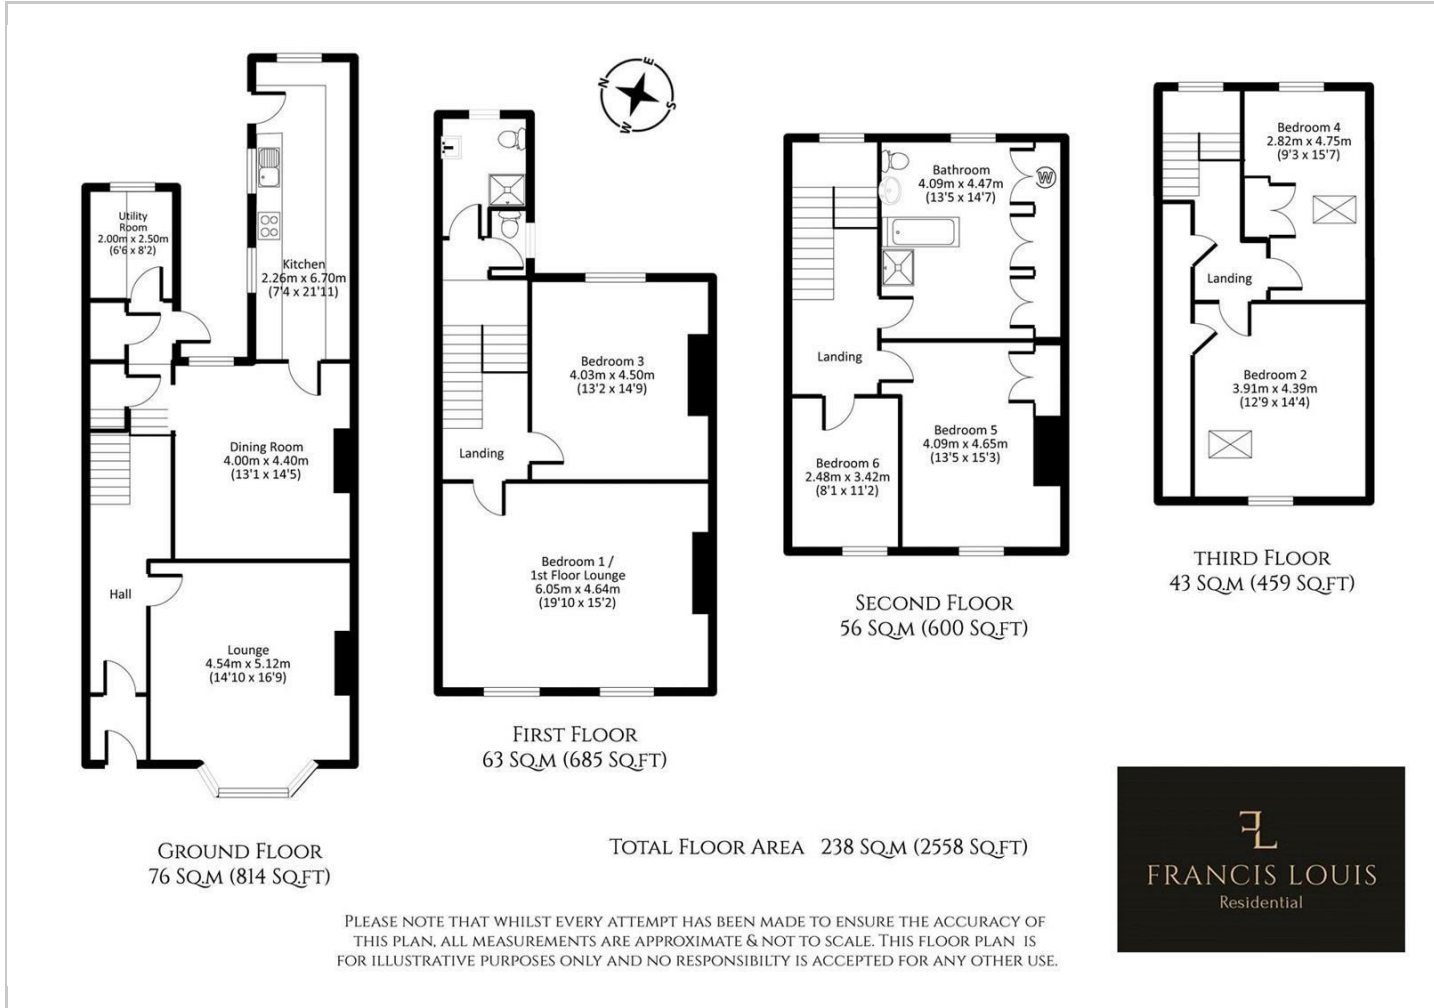 Utility
Room
2.00m x 2.50m
(6'6 x 8'2)
Kitchen
2.26m x 6.70m
(7'4 x 21'11)
Dining Room
4.00m x 4.40m
(13'1 x 14'5)
Hall
Lounge
4.54m x 5.12m
(14'10 x 16'9)
GROUND FLOOR
76 SQ.M (814 SQ.FT)
N
E
S
W
Bedroom 3
4.03m x 4.50m
(13'2 x 14'9)
Landing
Bedroom 1 /
1st Floor Lounge
6.05m x 4.64m
(19'10 x 15'2)
FIRST FLOOR
63 SQ.M (685 SQ.FT)
Bathroom
4.09m x 4.47m
(13'5 x 14'7)
W
Landing
Bedroom 5
4.09m x 4.65m
(13'5 x 15'3)
Bedroom 6
2.48m x 3.42m
(8'1 x 11'2)
SECOND FLOOR
56 SQ.M (600 SQ.FT)
Bedroom 4
2.82m x 4.75m
(9'3 x 15'7)
Landing
Bedroom 2
3.91m x 4.39m
(12'9 x 14'4)
THIRD FLOOR
43 SQ.M (459 SQ.FT)
TOTAL FLOOR AREA 238 SQ.M (2558 SQ.FT)
PLEASE NOTE THAT WHILST EVERY ATTEMPT HAS BEEN MADE TO ENSURE THE ACCURACY OF
THIS PLAN, ALL MEASUREMENTS ARE APPROXIMATE & NOT TO SCALE. THIS FLOOR PLAN IS
FOR ILLUSTRATIVE PURPOSES ONLY AND NO RESPONSIBILTY IS ACCEPTED FOR ANY OTHER USE.
FL
FRANCIS LOUIS
Residential